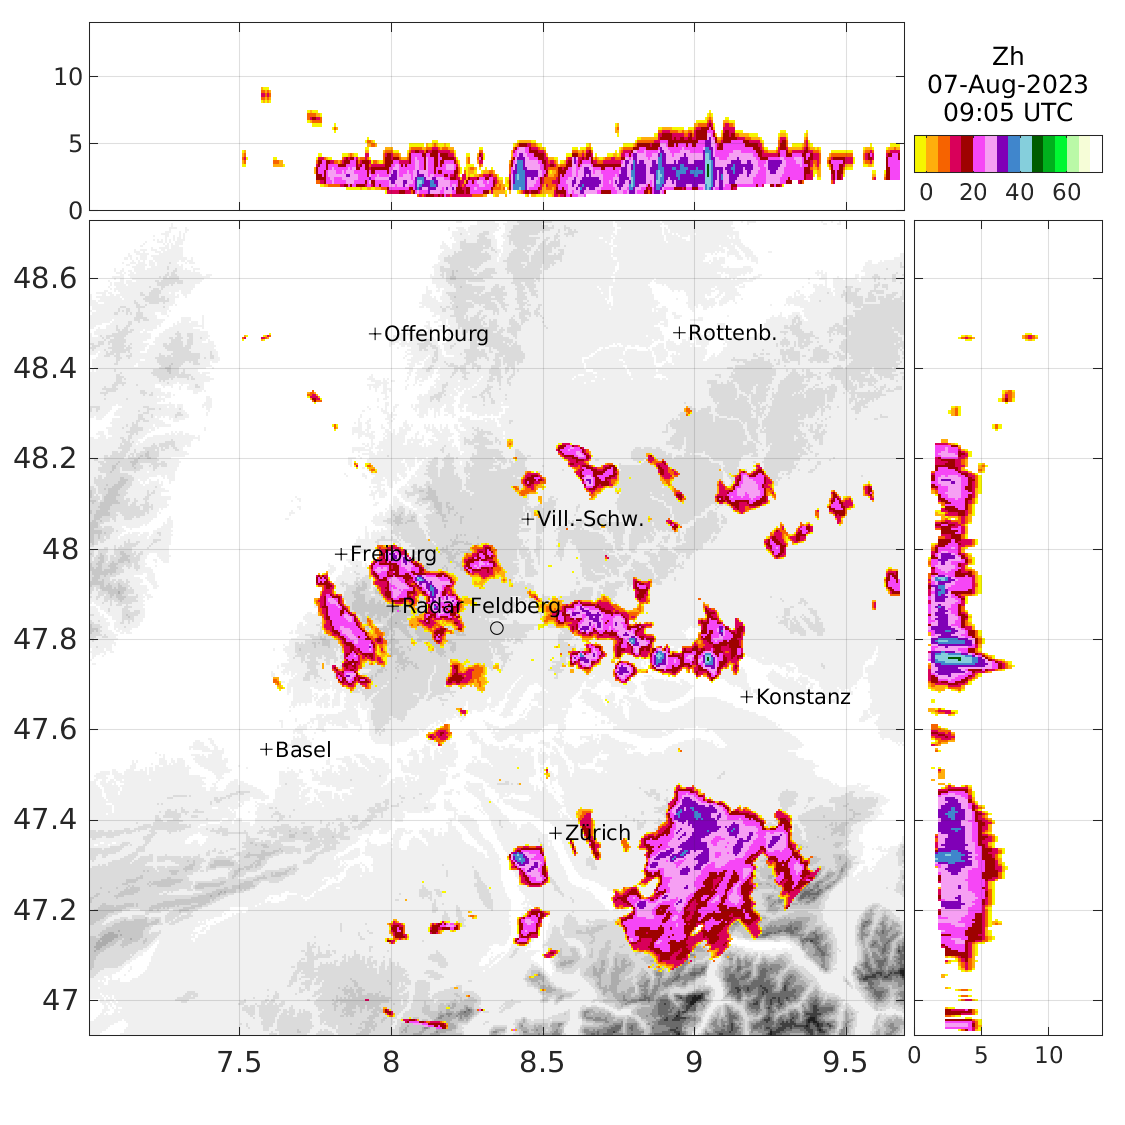 10
5
0
Zh
07-Aug-2023
09:05 UTC
0 20 40 60
48.6
48.4
48.2
48
47.8
47.6
47.4
47.2
47
+Offenburg
+Rottenb.
+Vill.-Schw.
+Freiburg
+Radar Feldberg
+Konstanz
+Basel
+Zürich
7.5 8 8.5 9 9.5
0 5 10